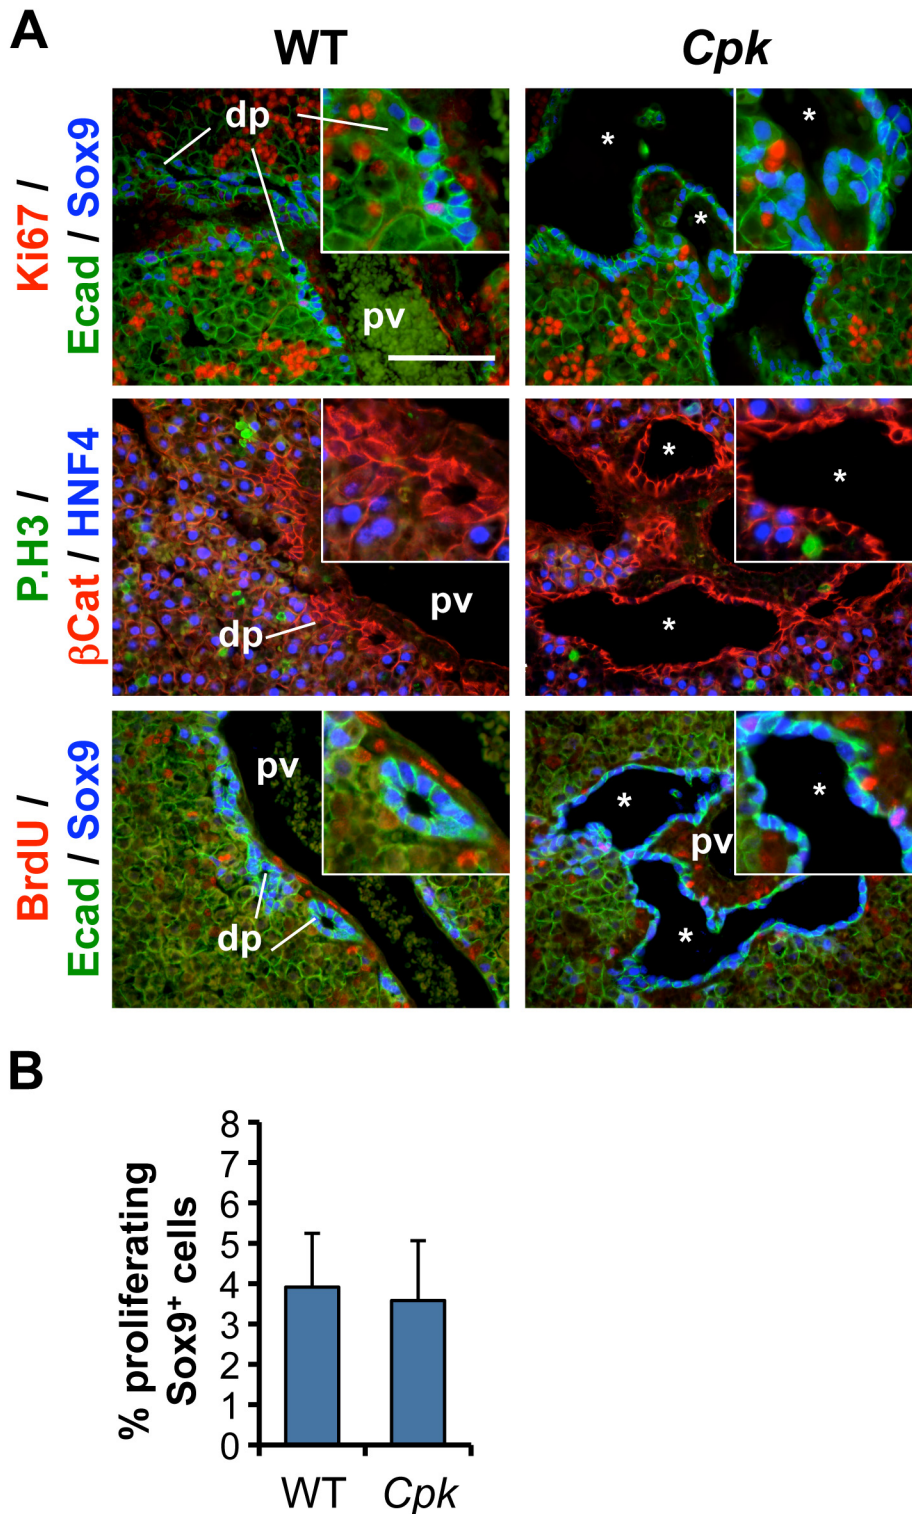 A
WT
Cpk
Ki67 /
Ecad / Sox9
dp
pv
*
*
*
P.H3 /
βCat / HNF4
dp
pv
*
*
*
BrdU /
Ecad / Sox9
pv
dp
*
pv
*
*
B
% proliferating
Sox9⁺ cells
8
7
6
5
4
3
2
1
0
WT
Cpk